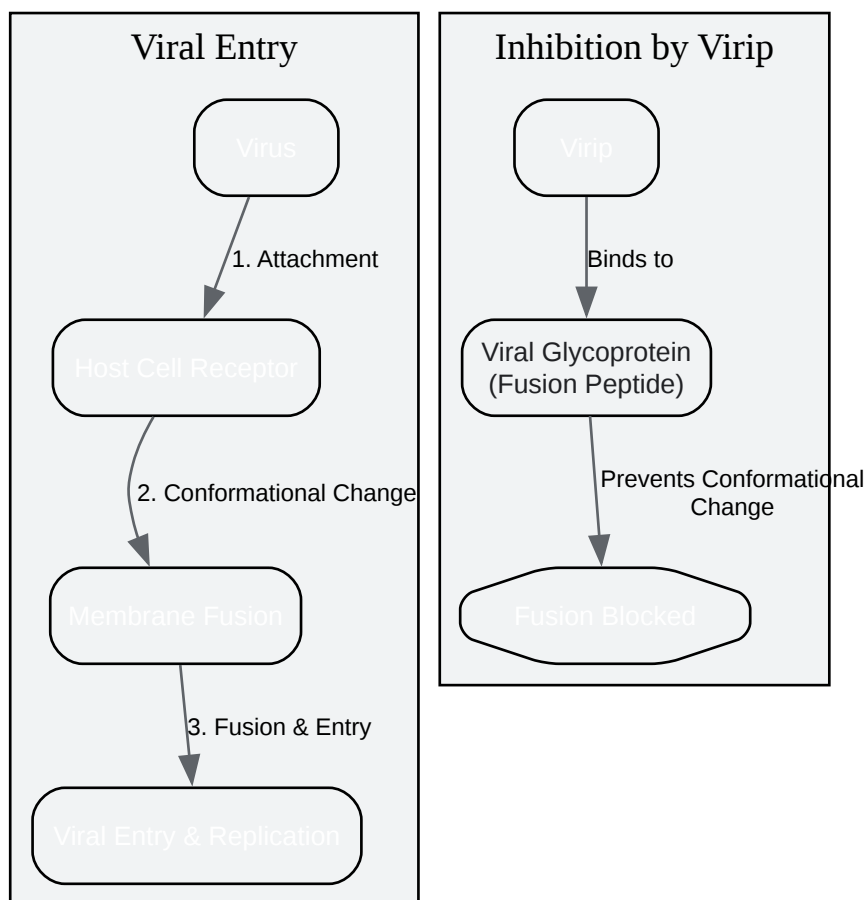 Viral Entry
Virus
1. Attachment
Host Cell Receptor
2. Conformational Change
Membrane Fusion
3. Fusion & Entry
Viral Entry & Replication
Inhibition by Virip
Virip
Binds to
Viral Glycoprotein
(Fusion Peptide)
Prevents Conformational
Change
Fusion Blocked